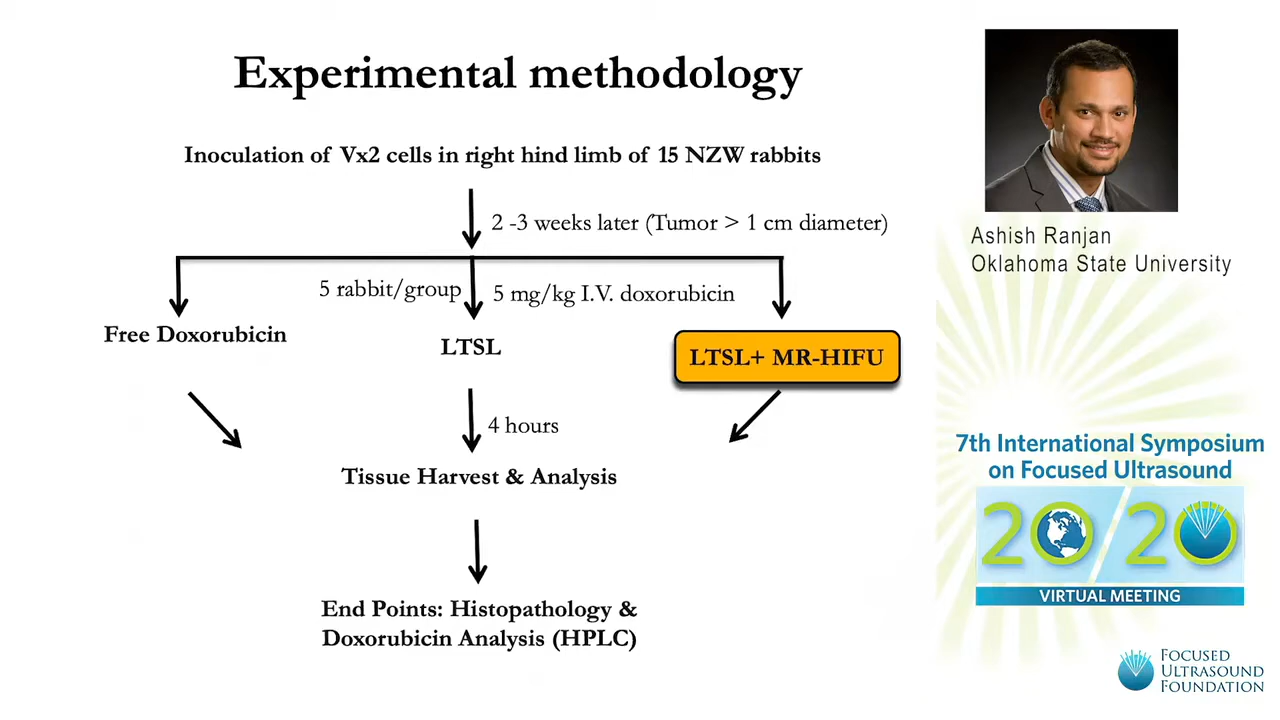 Experimental methodology
Inoculation of Vx2 cells in right hind limb of 15 NZW rabbits
2 -3 weeks later (Tumor > 1 cm diameter)
5 rabbit/group
5 mg/kg I.V. doxorubicin
Free Doxorubicin
LTSL
LTSL+ MR-HIFU
4 hours
Tissue Harvest & Analysis
End Points: Histopathology &
Doxorubicin Analysis (HPLC)
Ashish Ranjan
Oklahoma State University
7th International Symposium
on Focused Ultrasound
20/20
VIRTUAL MEETING
FOCUSED
ULTRASOUND
FOUNDATION